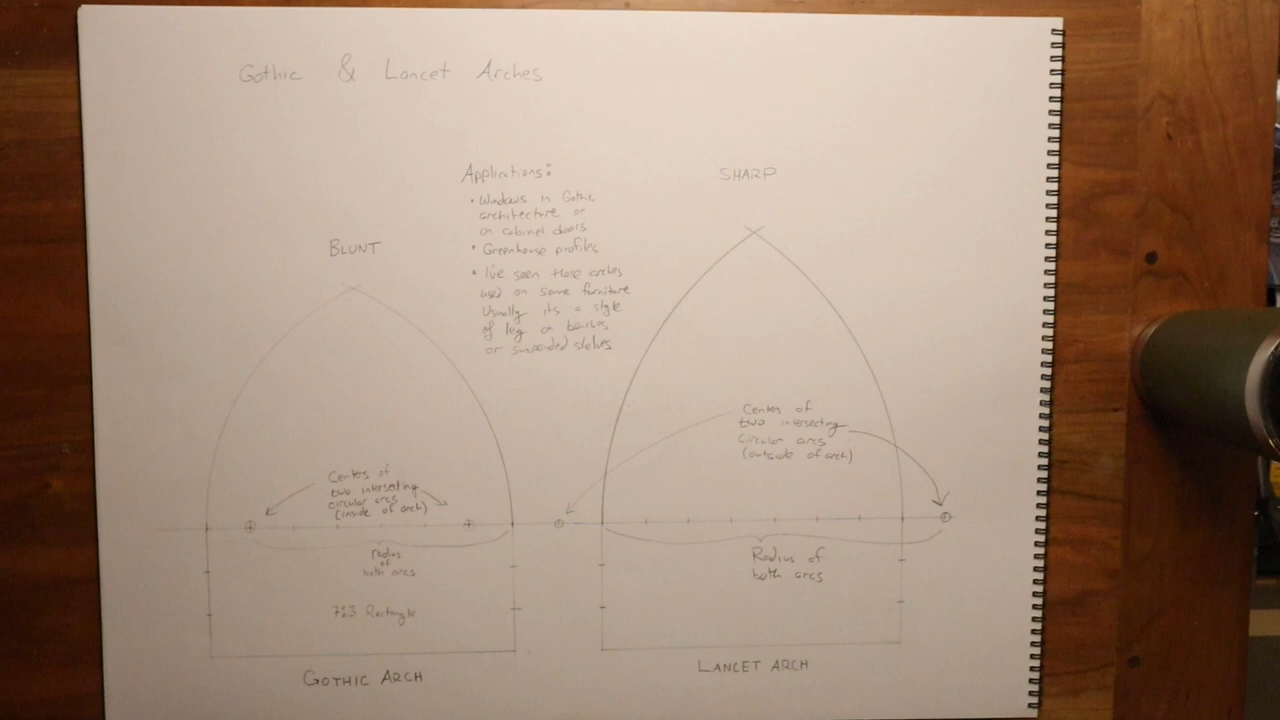 Gothic & Lancet Arches
Applications:
• Windows in Gothic
architecture or
on cabinet doors
• Greenhouse profiles
• I've seen these arches
used on some furniture
Usually its a style
of leg on benches
or suspended shelves
BLUNT
SHARP
Centers of
two intersecting
circular arcs
(inside of arch)
Centers of
two intersecting
circular arcs
(outside of arch)
radius
of
both arcs
Radius of
both arcs
7:3 Rectangle
GOTHIC ARCH
LANCET ARCH